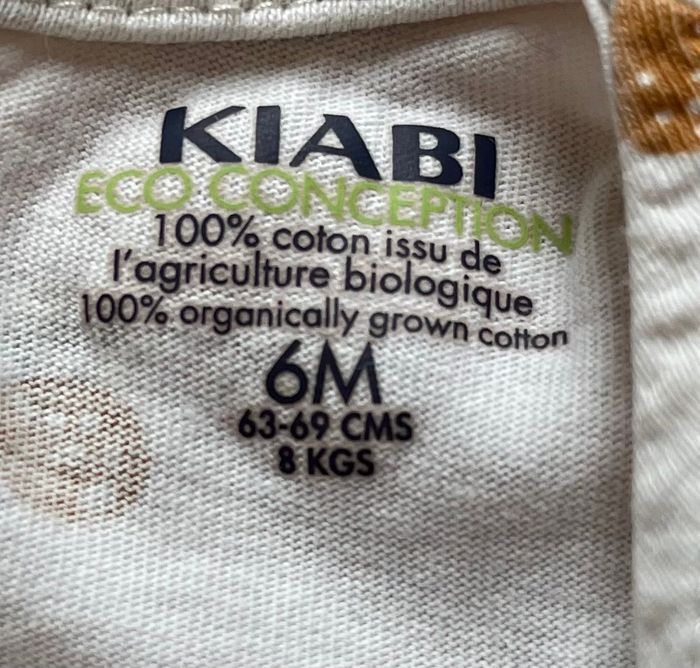 KIABI
ECO CONCEPTION
100% coton issu de
l'agriculture biologique
100% organically grown cotton
6M
63-69 CMS
8 KGS